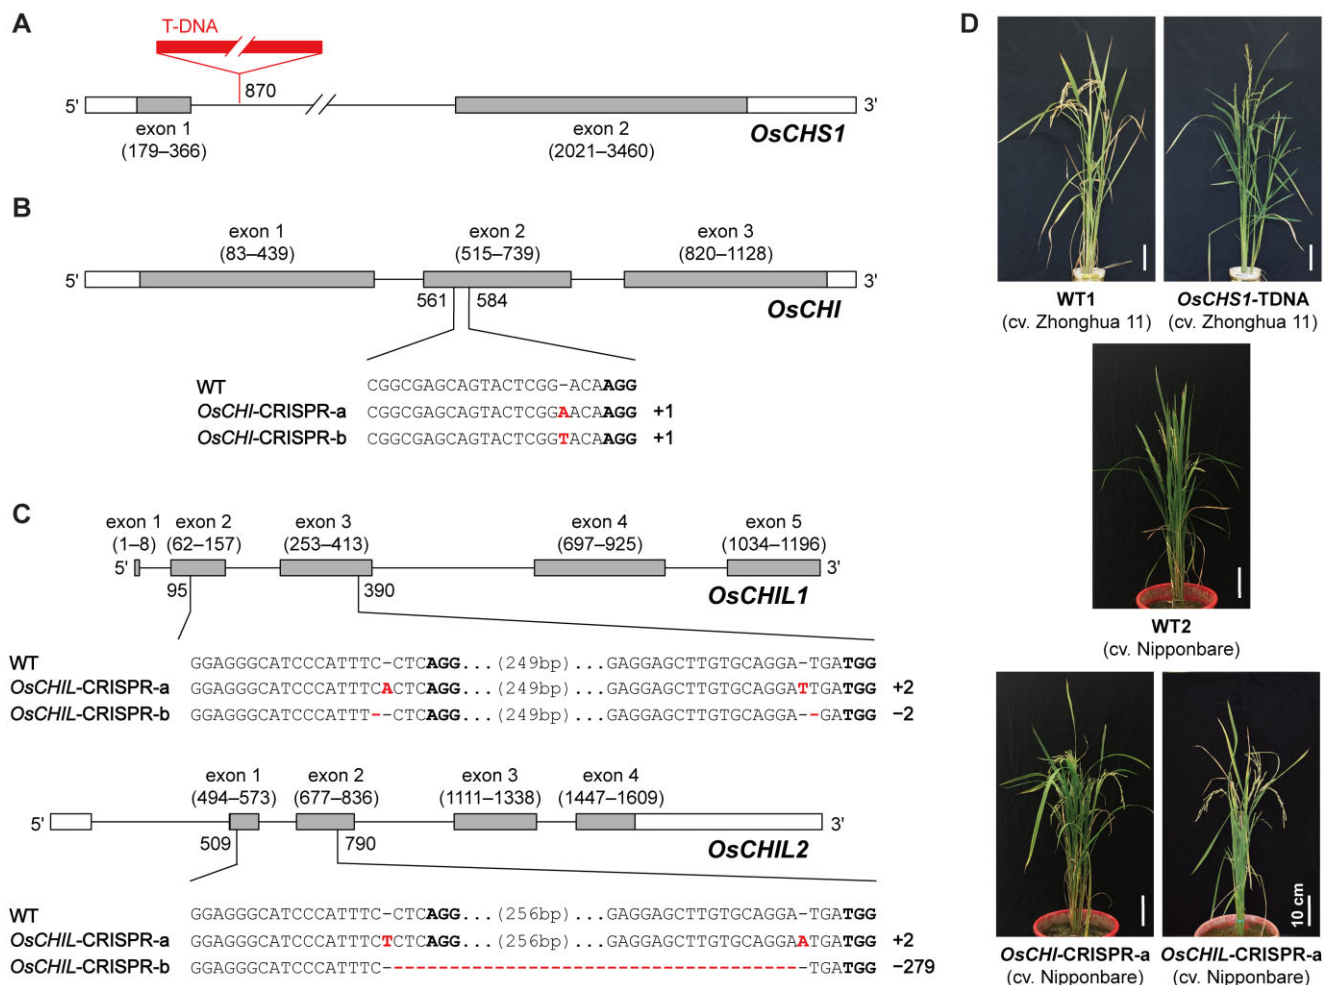 A
T-DNA
870
5'
3'
exon 1
(179–366)
exon 2
(2021–3460)
OsCHS1
B
exon 1
(83–439)
exon 2
(515–739)
exon 3
(820–1128)
5'
3'
561
584
OsCHI
WT CGGCGAGCAGTACTCGG-ACAAGG
OsCHI-CRISPR-a CGGCGAGCAGTACTCGGAACAAGG +1
OsCHI-CRISPR-b CGGCGAGCAGTACTCGGTACAAGG +1
C
exon 1
(1–8)
exon 2
(62–157)
exon 3
(253–413)
exon 4
(697–925)
exon 5
(1034–1196)
5'
3'
95
390
OsCHIL1
WT GGAGGGCATCCCATTTC-CTCAGG...(249bp)...GAGGAGCTTGTGCAGGA-TGATGG
OsCHIL-CRISPR-a GGAGGGCATCCCATTTCACTCAGG...(249bp)...GAGGAGCTTGTGCAGGATTGATGG +2
OsCHIL-CRISPR-b GGAGGGCATCCCATTT--CTCAGG...(249bp)...GAGGAGCTTGTGCAGGA--GATGG −2
exon 1
(494–573)
exon 2
(677–836)
exon 3
(1111–1338)
exon 4
(1447–1609)
5'
3'
509
790
OsCHIL2
WT GGAGGGCATCCCATTTC-CTCAGG...(256bp)...GAGGAGCTTGTGCAGGA-TGATGG
OsCHIL-CRISPR-a GGAGGGCATCCCATTTCTCTCAGG...(256bp)...GAGGAGCTTGTGCAGGAATGATGG +2
OsCHIL-CRISPR-b GGAGGGCATCCCATTTC-------------------------------------TGATGG −279
D
WT1
(cv. Zhonghua 11)
OsCHS1-TDNA
(cv. Zhonghua 11)
WT2
(cv. Nipponbare)
10 cm
OsCHI-CRISPR-a
(cv. Nipponbare)
OsCHIL-CRISPR-a
(cv. Nipponbare)